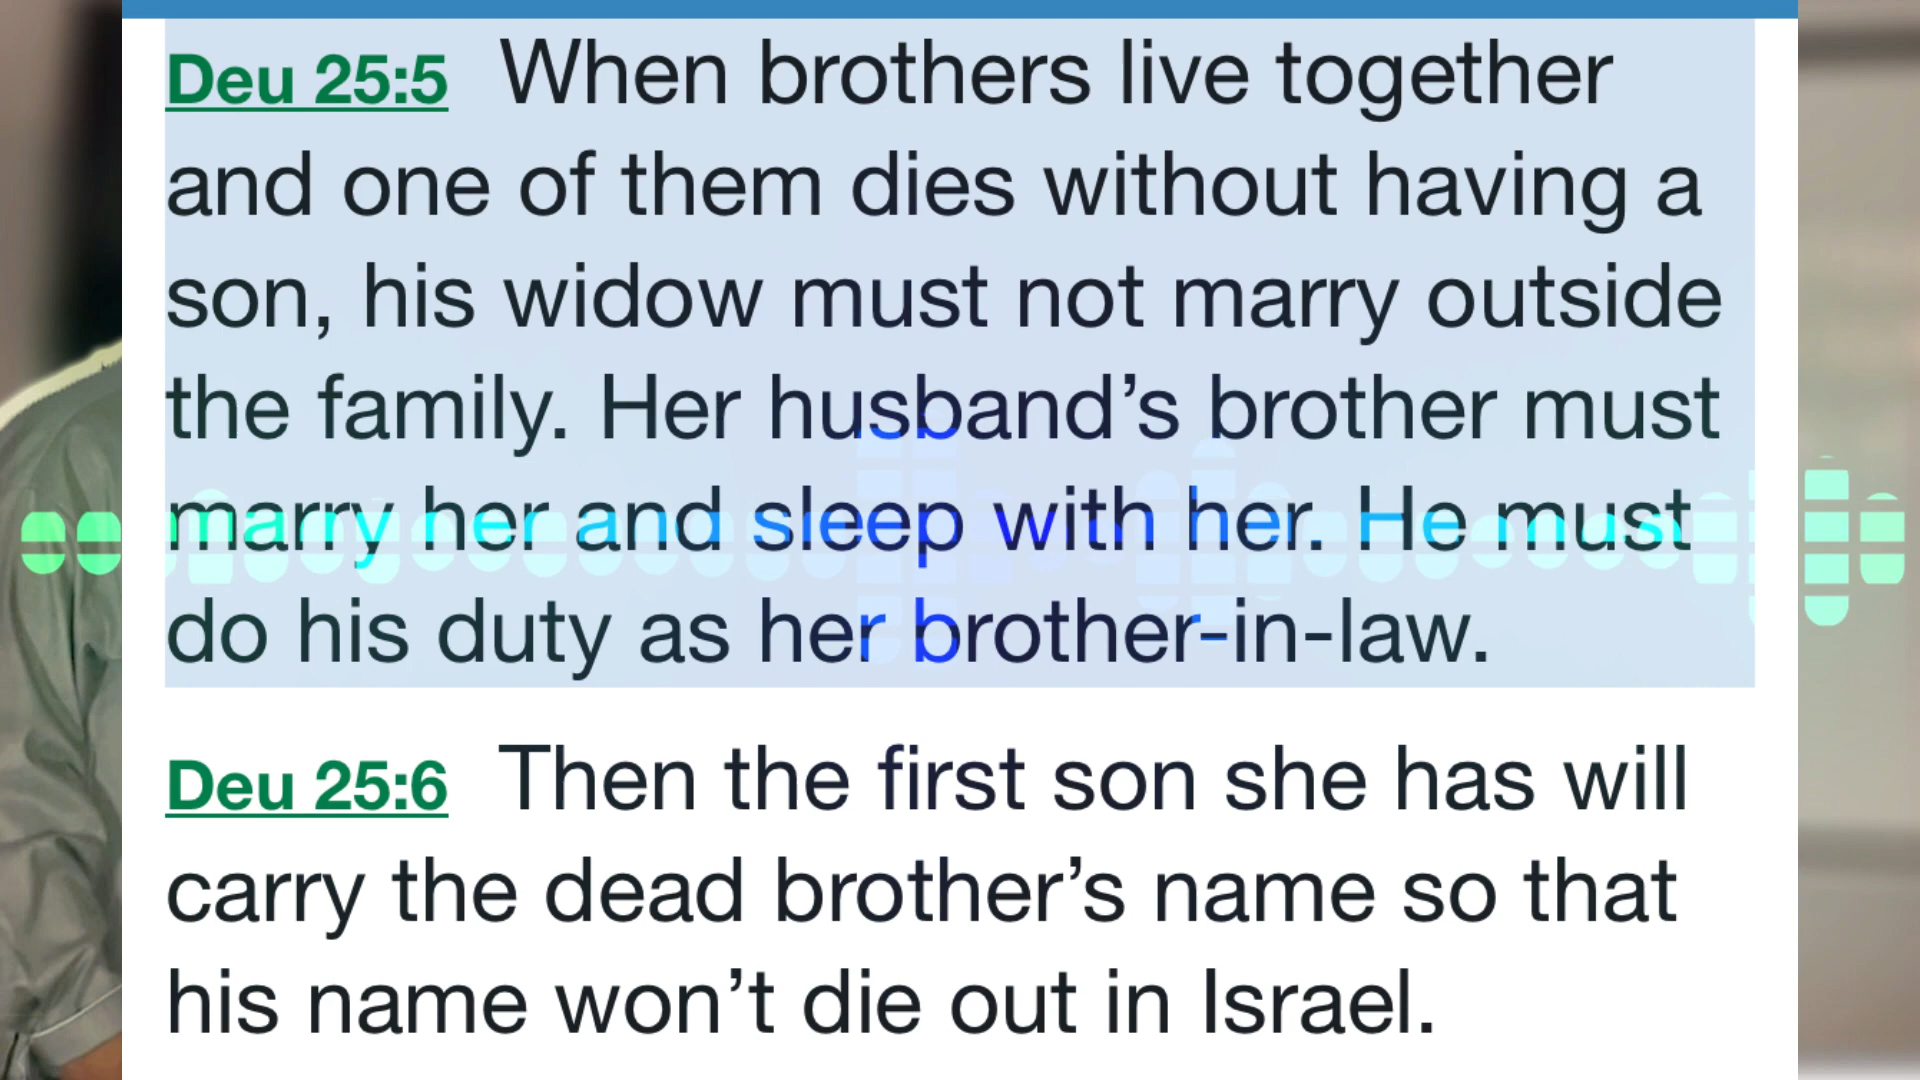 Deu 25:5 When brothers live together
and one of them dies without having a
son, his widow must not marry outside
the family. Her husband’s brother must
marry her and sleep with her. He must
do his duty as her brother-in-law.
Deu 25:6 Then the first son she has will
carry the dead brother’s name so that
his name won’t die out in Israel.